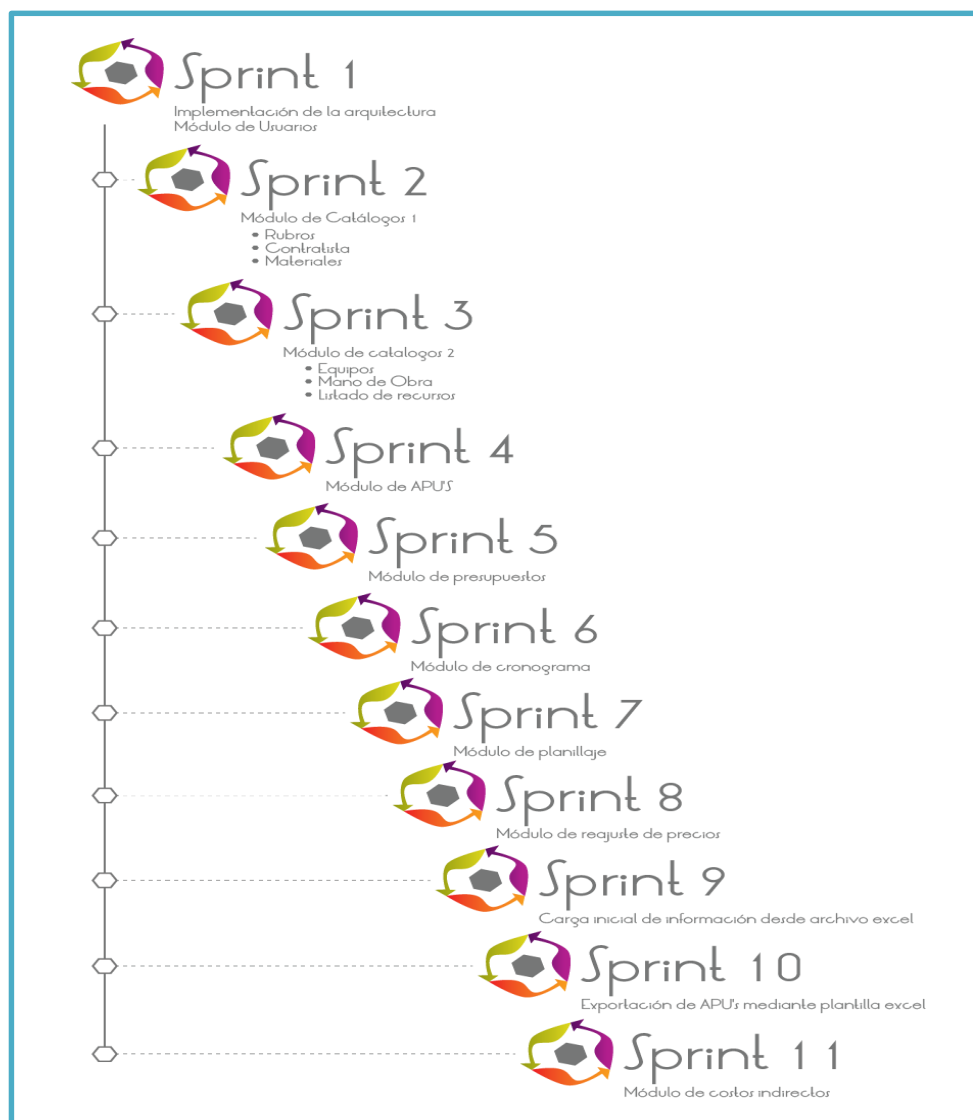 Sprint 1
Implementación de la arquitectura
Módulo de Usuarios
Sprint 2
Módulo de Catálogos 1
• Rubros
• Contratista
• Materiales
Sprint 3
Módulo de catalogos 2
• Equipos
• Mano de Obra
• Listado de recursos
Sprint 4
Módulo de APU'S
Sprint 5
Módulo de presupuestos
Sprint 6
Módulo de cronograma
Sprint 7
Módulo de planillaje
Sprint 8
Módulo de reajuste de precios
Sprint 9
Carga inicial de información desde archivo excel
Sprint 10
Exportación de APU's mediante plantilla excel
Sprint 11
Módulo de costos indirectos